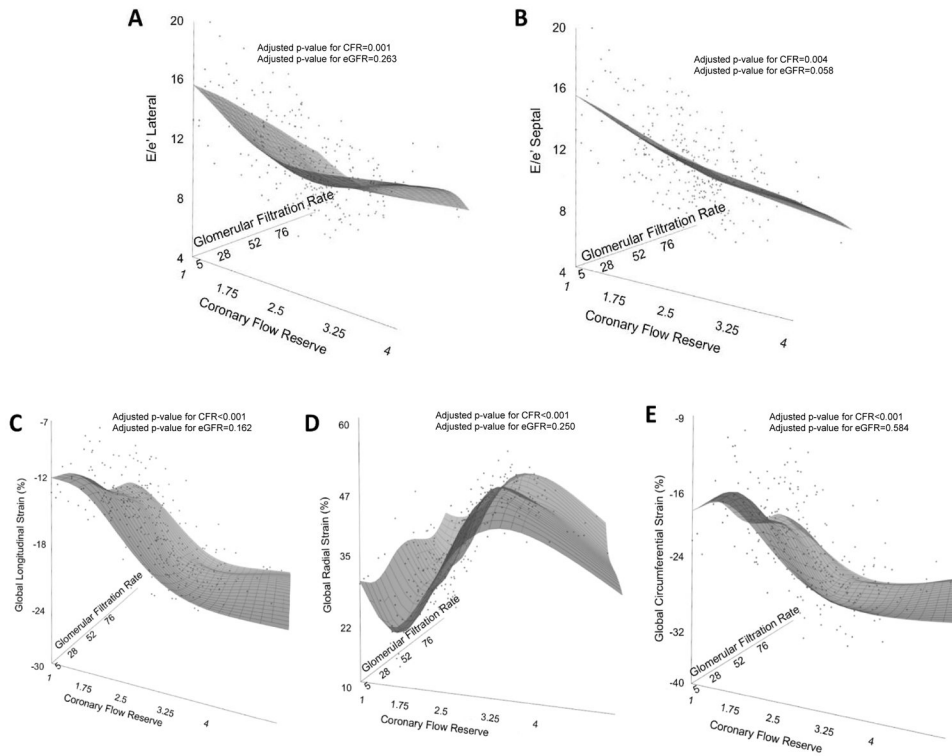 A
Adjusted p-value for CFR=0.001
Adjusted p-value for eGFR=0.263
20
16
12
8
4
E/e' Lateral
Glomerular Filtration Rate
5 28 52 76
1 1.75 2.5 3.25 4
Coronary Flow Reserve
B
Adjusted p-value for CFR=0.004
Adjusted p-value for eGFR=0.058
20
16
12
8
4
E/e' Septal
Glomerular Filtration Rate
5 28 52 76
1 1.75 2.5 3.25 4
Coronary Flow Reserve
C
Adjusted p-value for CFR<0.001
Adjusted p-value for eGFR=0.162
-7
-12
-18
-24
-30
Global Longitudinal Strain (%)
Glomerular Filtration Rate
5 28 52 76
1 1.75 2.5 3.25 4
Coronary Flow Reserve
D
Adjusted p-value for CFR<0.001
Adjusted p-value for eGFR=0.250
60
47
35
22
10
Global Radial Strain (%)
Glomerular Filtration Rate
5 28 52 76
1 1.75 2.5 3.25 4
Coronary Flow Reserve
E
Adjusted p-value for CFR<0.001
Adjusted p-value for eGFR=0.584
-9
-16
-24
-32
-40
Global Circumferential Strain (%)
Glomerular Filtration Rate
5 28 52 76
1 1.75 2.5 3.25 4
Coronary Flow Reserve